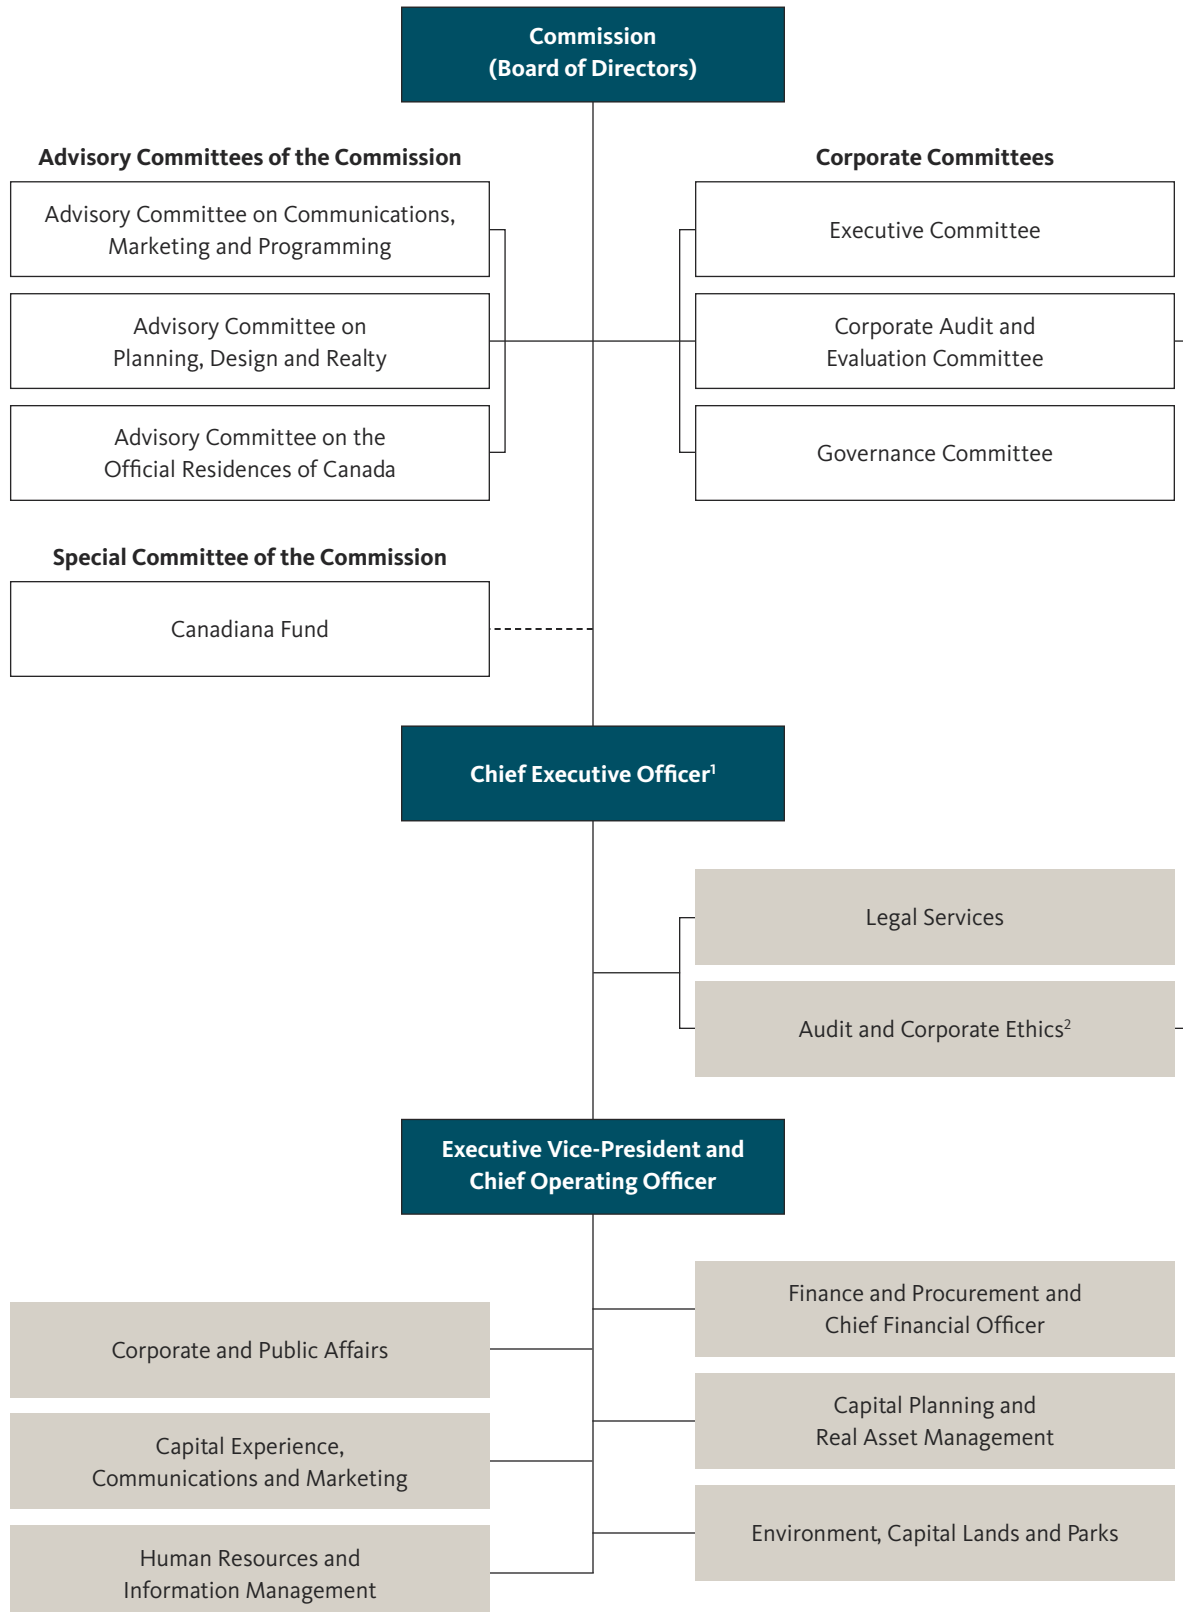 Commission
(Board of Directors)
Advisory Committees of the Commission
Advisory Committee on Communications,
Marketing and Programming
Advisory Committee on
Planning, Design and Realty
Advisory Committee on the
Official Residences of Canada
Corporate Committees
Executive Committee
Corporate Audit and
Evaluation Committee
Governance Committee
Special Committee of the Commission
Canadiana Fund
Chief Executive Officer¹
Legal Services
Audit and Corporate Ethics²
Executive Vice-President and
Chief Operating Officer
Corporate and Public Affairs
Capital Experience,
Communications and Marketing
Human Resources and
Information Management
Finance and Procurement and
Chief Financial Officer
Capital Planning and
Real Asset Management
Environment, Capital Lands and Parks